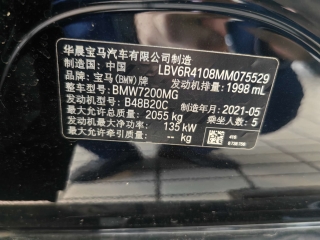 华晨宝马汽车有限公司制造
制造国：中国 LBV6R4108MM075529
品牌：宝马(BMW)牌 发动机排量：1998 mL
整车型号：BMW7200MG
发动机型号：B48B20C 制造年月：2021-05
最大允许总质量：2055 kg 乘坐人数：5
发动机最大净功率：135 kW
最大允许牵引质量：-- kg